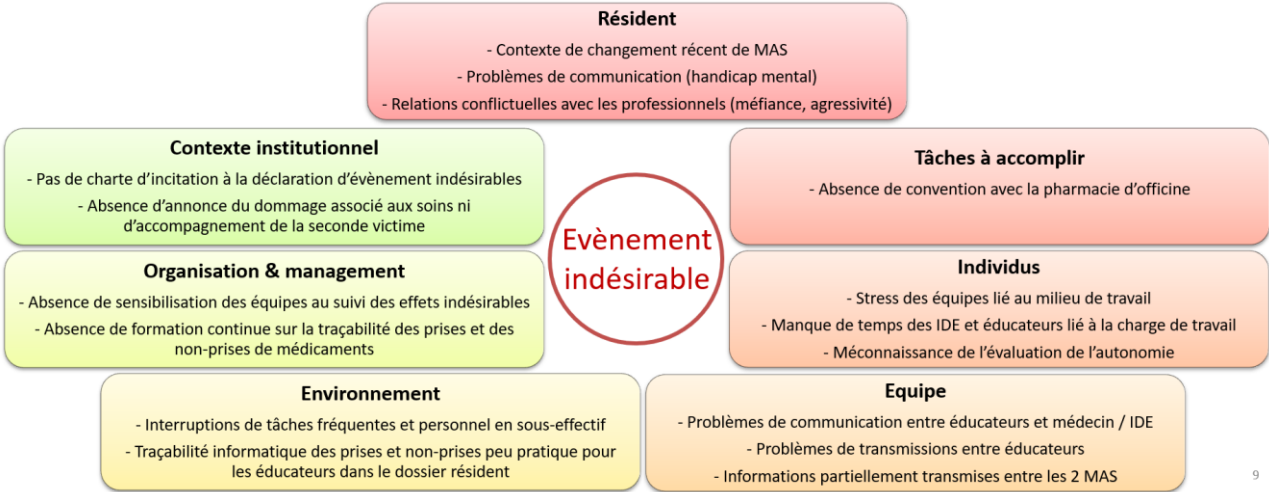 Résident
- Contexte de changement récent de MAS
- Problèmes de communication (handicap mental)
- Relations conflictuelles avec les professionnels (méfiance, agressivité)
Contexte institutionnel
- Pas de charte d'incitation à la déclaration d'évènement indésirables
- Absence d'annonce du dommage associé aux soins ni
d'accompagnement de la seconde victime
Tâches à accomplir
- Absence de convention avec la pharmacie d'officine
Evènement
indésirable
Organisation & management
- Absence de sensibilisation des équipes au suivi des effets indésirables
- Absence de formation continue sur la traçabilité des prises et des
non-prises de médicaments
Individus
- Stress des équipes lié au milieu de travail
- Manque de temps des IDE et éducateurs lié à la charge de travail
- Méconnaissance de l'évaluation de l'autonomie
Environnement
- Interruptions de tâches fréquentes et personnel en sous-effectif
- Traçabilité informatique des prises et non-prises peu pratique pour
les éducateurs dans le dossier résident
Equipe
- Problèmes de communication entre éducateurs et médecin / IDE
- Problèmes de transmissions entre éducateurs
- Informations partiellement transmises entre les 2 MAS
9